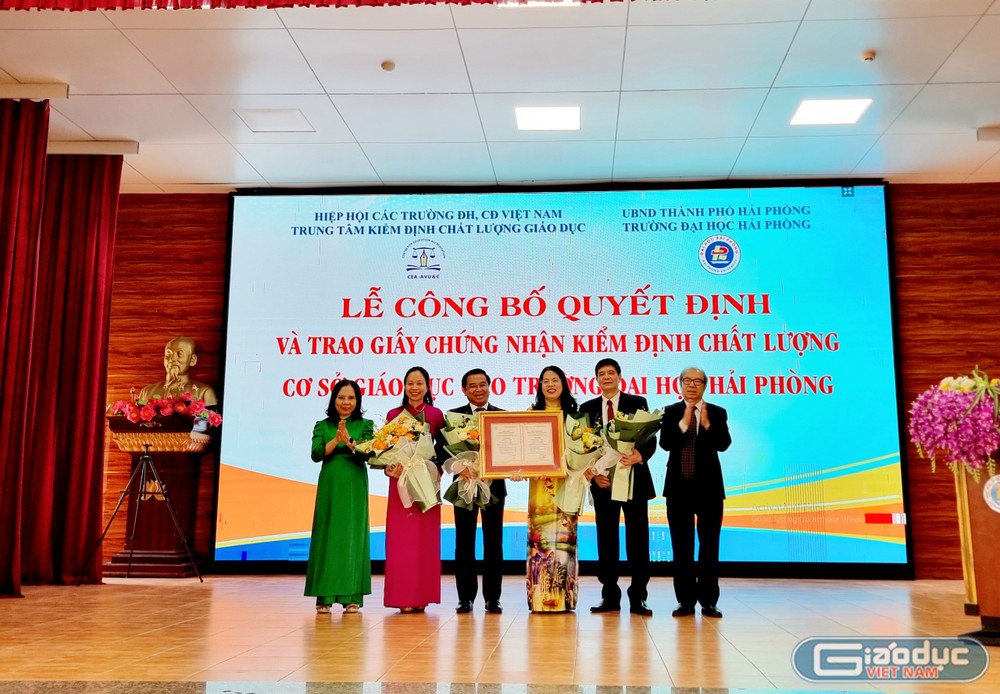 HIỆP HỘI CÁC TRƯỜNG ĐH, CĐ VIỆT NAM
TRUNG TÂM KIỂM ĐỊNH CHẤT LƯỢNG GIÁO DỤC
UBND THÀNH PHỐ HẢI PHÒNG
TRƯỜNG ĐẠI HỌC HẢI PHÒNG
CEA-AVU&C
LỄ CÔNG BỐ QUYẾT ĐỊNH
VÀ TRAO GIẤY CHỨNG NHẬN KIỂM ĐỊNH CHẤT LƯỢNG
CƠ SỞ GIÁO DỤC TRƯỜNG ĐẠI HỌC HẢI PHÒNG
Giáo dục
VIỆT NAM